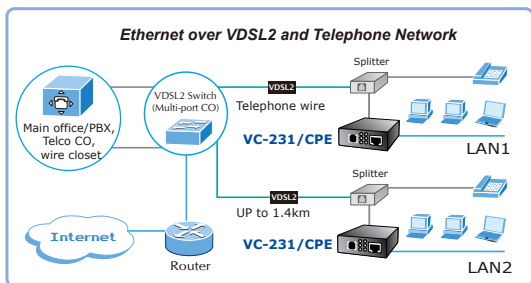 Ethernet over VDSL2 and Telephone Network
Main office/PBX,
Telco CO,
wire closet
VDSL2 Switch
(Multi-port CO)
VDSL2
Telephone wire
Splitter
VC-231/CPE
LAN1
VDSL2
UP to 1.4km
Splitter
VC-231/CPE
LAN2
Internet
Router